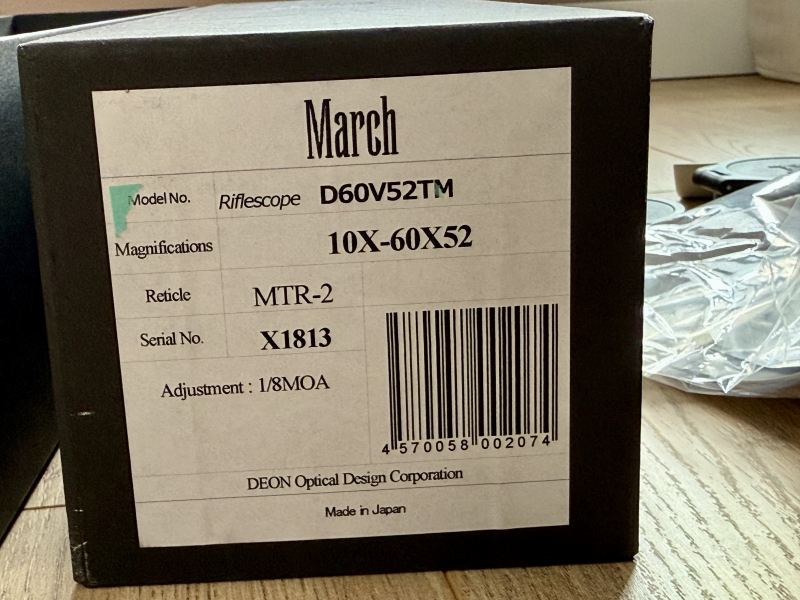 March
Model No. Riflescope D60V52TM
Magnifications 10X-60X52
Reticle MTR-2
Serial No. X1813
Adjustment : 1/8MOA
4 570058 002074
DEON Optical Design Corporation
Made in Japan